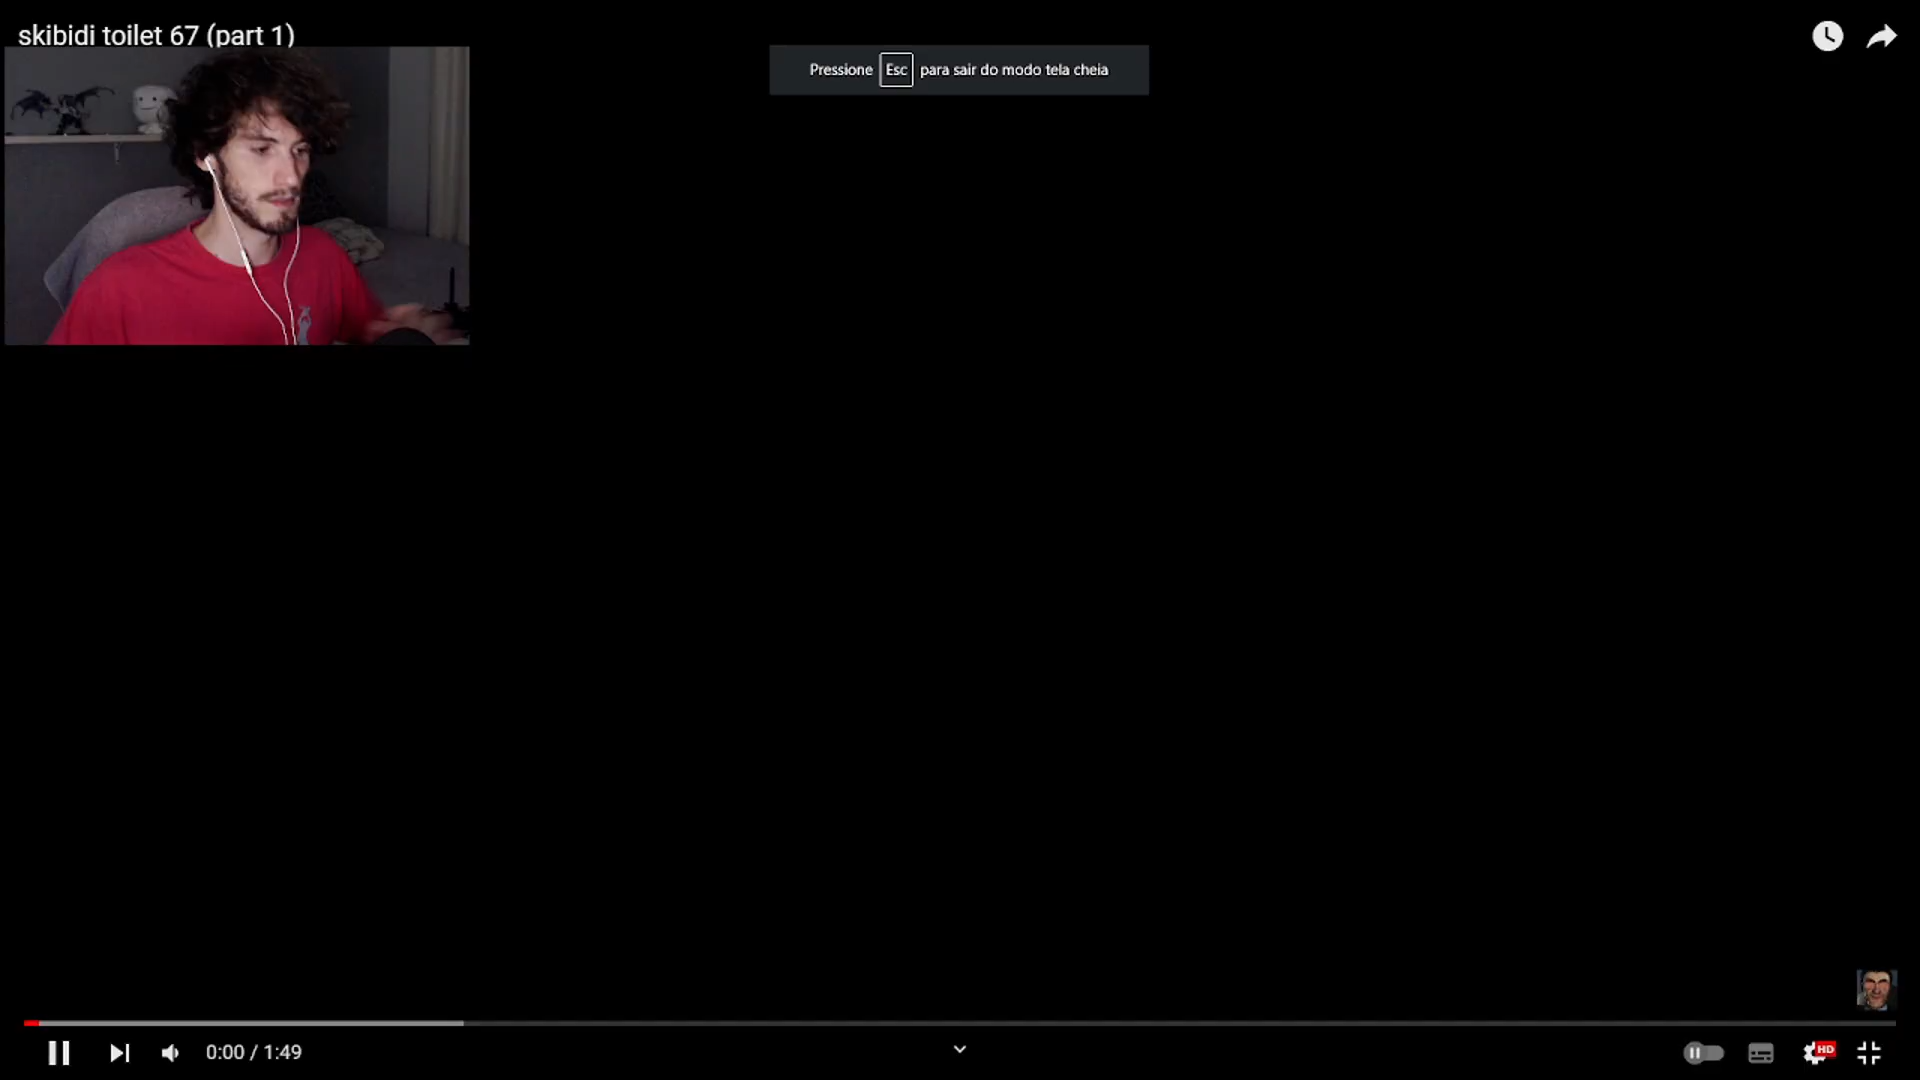 skibidi toilet 67 (part 1)
Pressione Esc para sair do modo tela cheia
0:00 / 1:49
HD